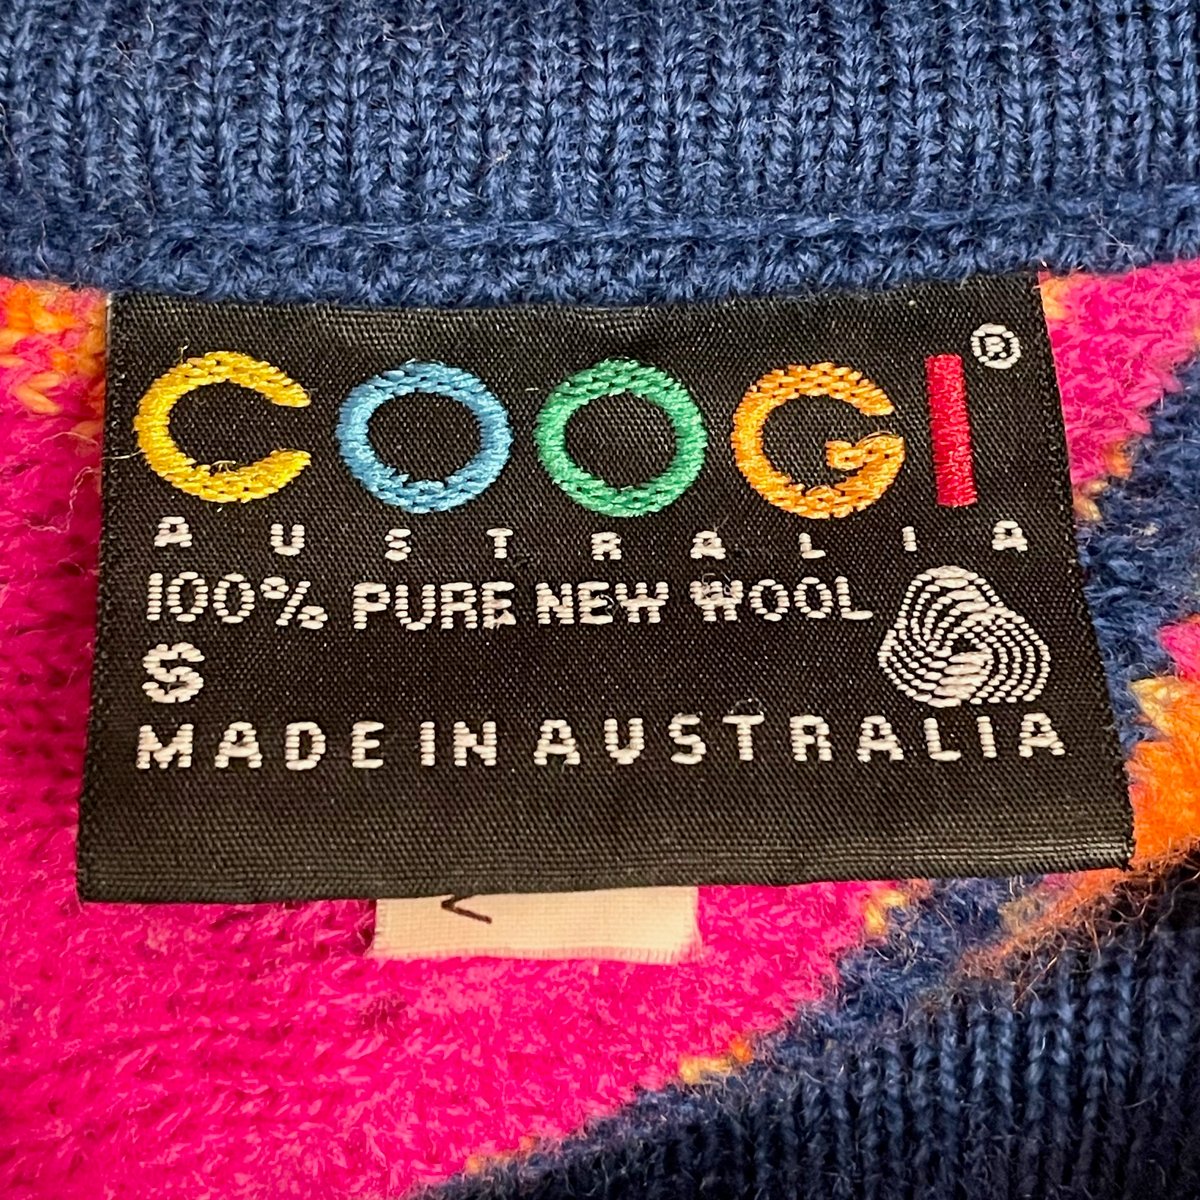 COOGI®
AUSTRALIA
100% PURE NEW WOOL
S
MADE IN AUSTRALIA